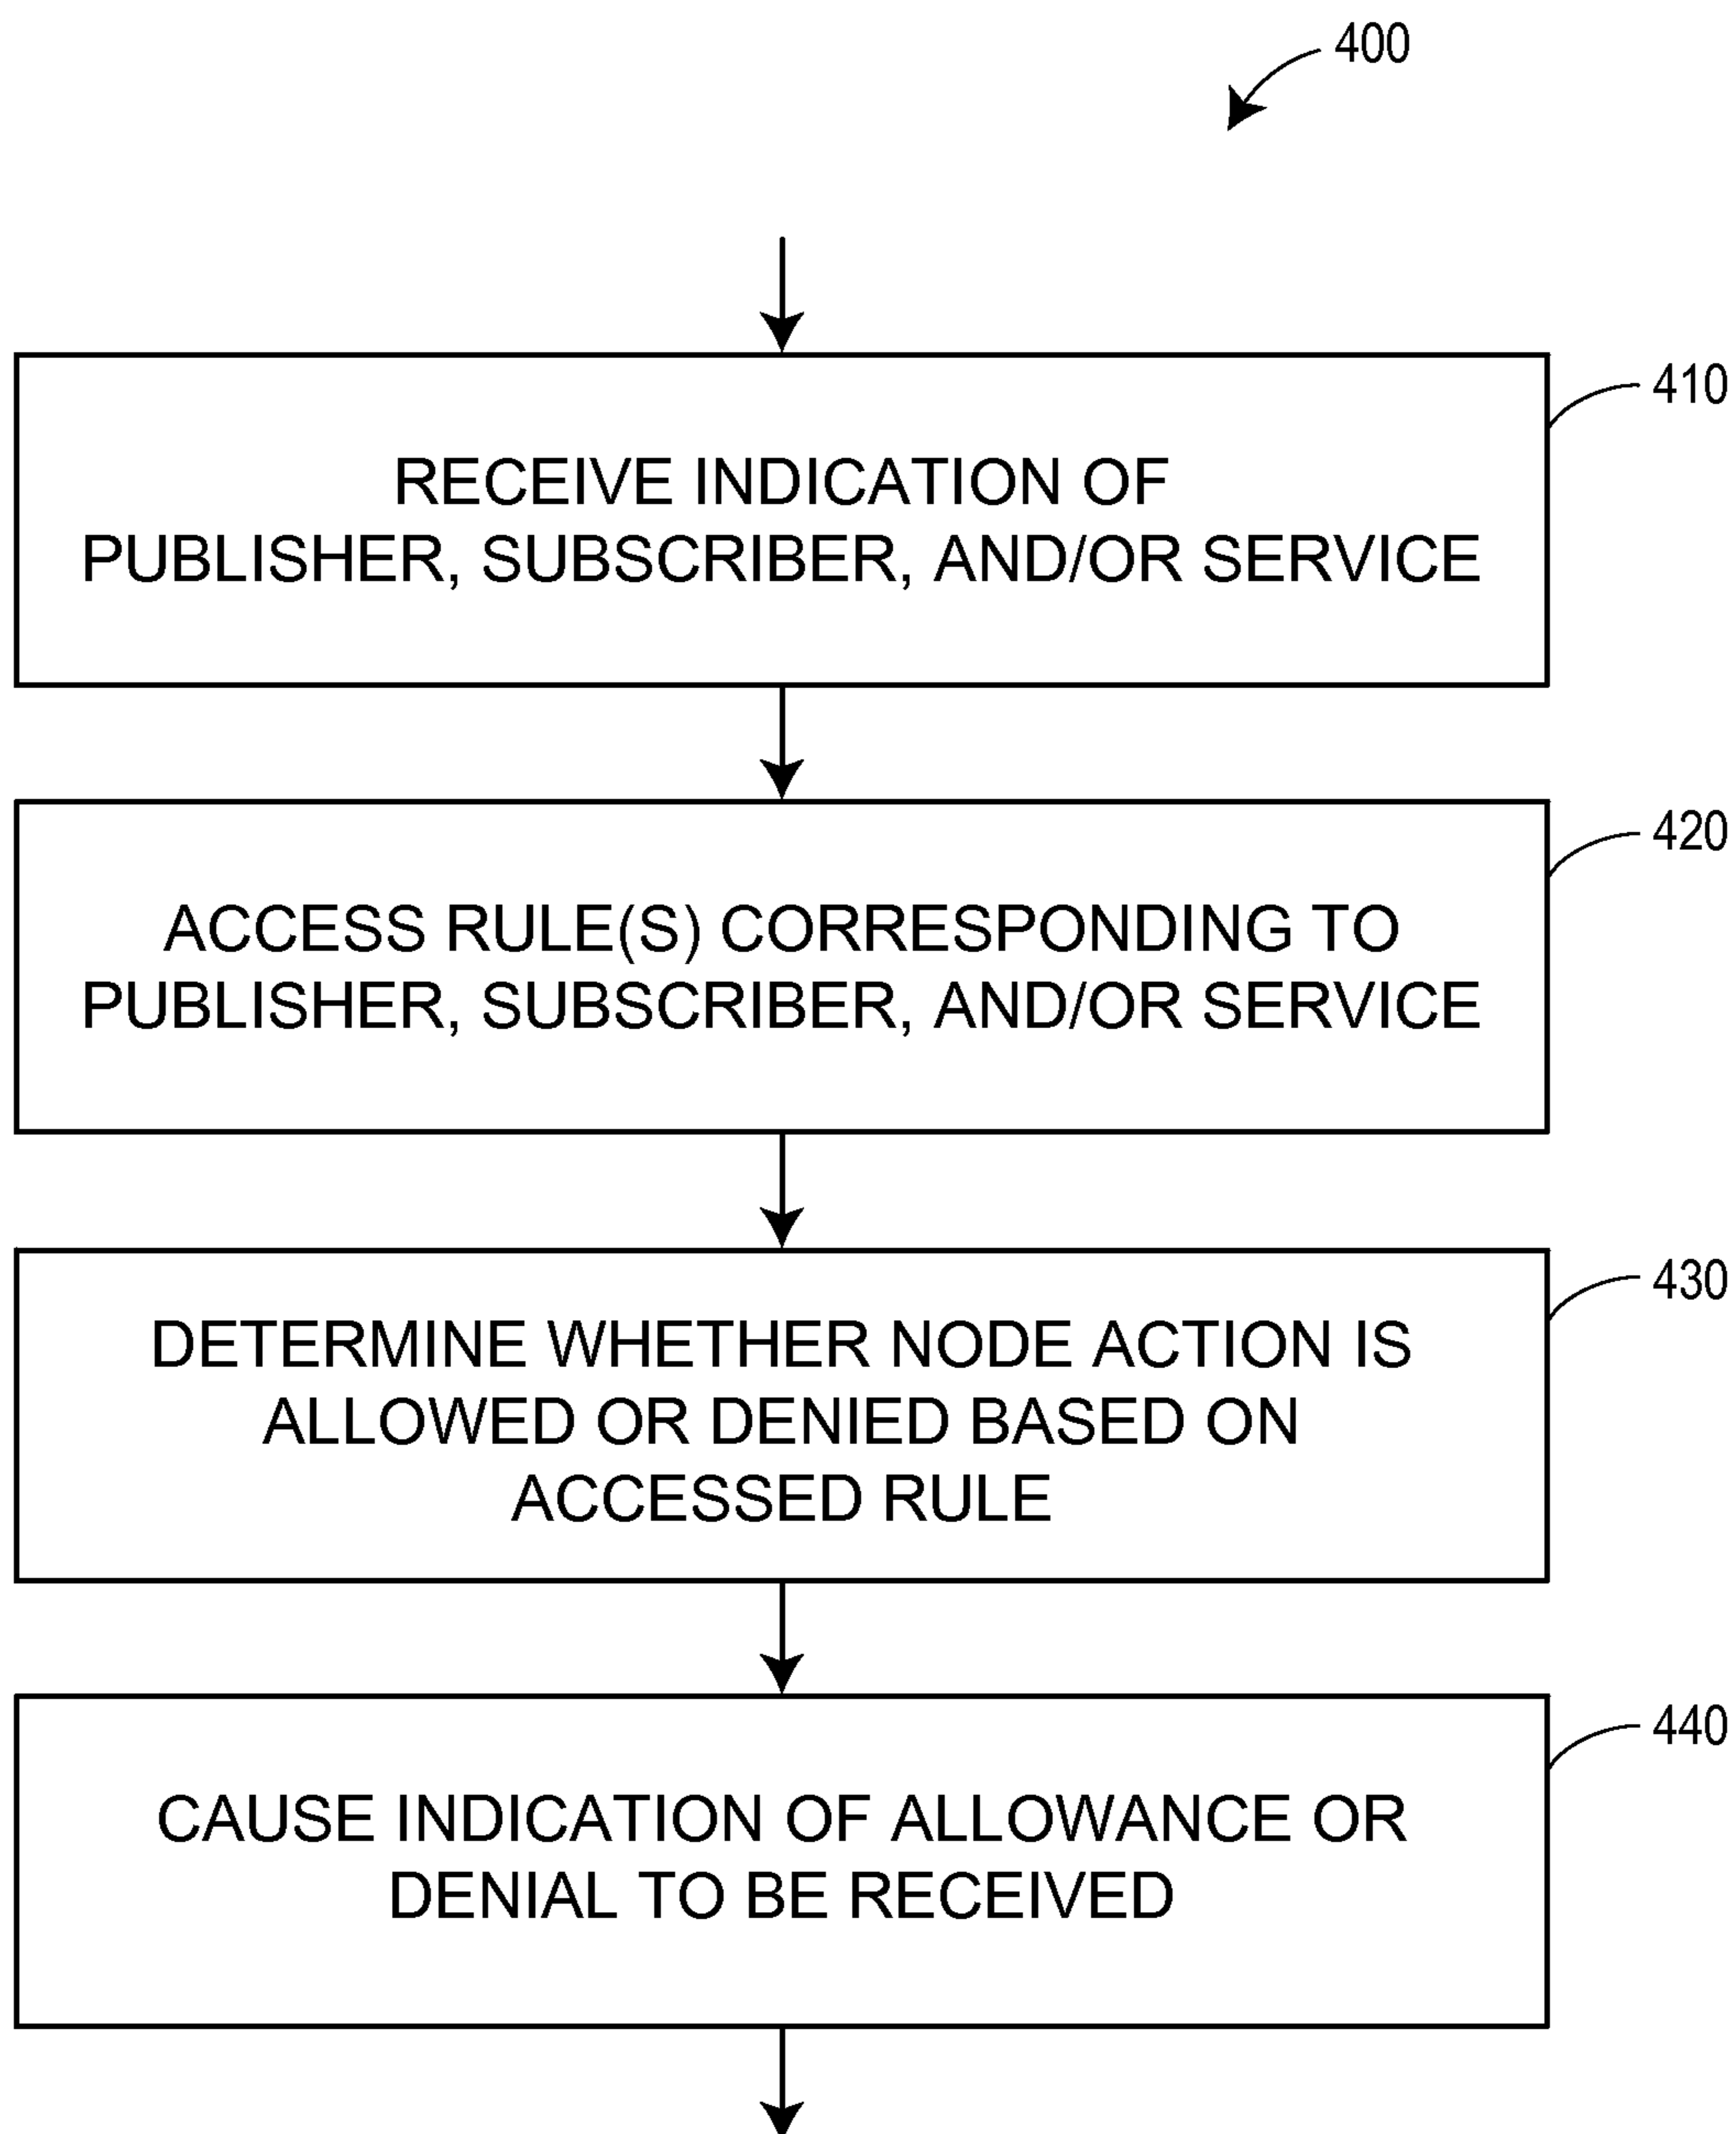 400
410
RECEIVE INDICATION OF
PUBLISHER, SUBSCRIBER, AND/OR SERVICE
420
ACCESS RULE(S) CORRESPONDING TO
PUBLISHER, SUBSCRIBER, AND/OR SERVICE
430
DETERMINE WHETHER NODE ACTION IS
ALLOWED OR DENIED BASED ON
ACCESSED RULE
440
CAUSE INDICATION OF ALLOWANCE OR
DENIAL TO BE RECEIVED